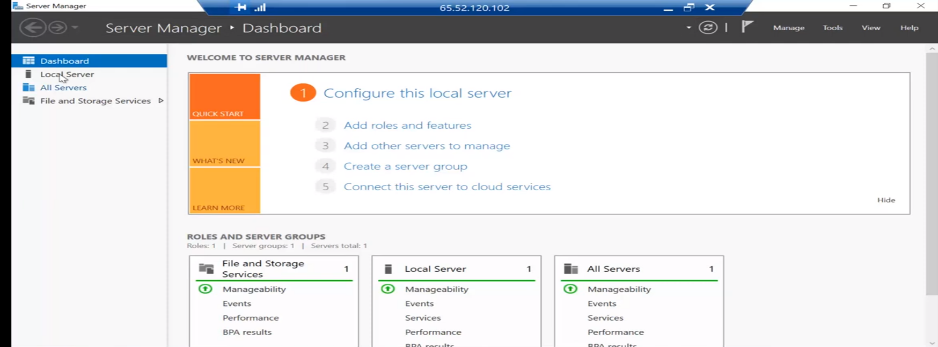 Server Manager
65.52.120.102
Server Manager • Dashboard
Manage Tools View Help
Dashboard
Local Server
All Servers
File and Storage Services
WELCOME TO SERVER MANAGER
QUICK START
WHAT'S NEW
LEARN MORE
1 Configure this local server
2 Add roles and features
3 Add other servers to manage
4 Create a server group
5 Connect this server to cloud services
Hide
ROLES AND SERVER GROUPS
Roles: 1 | Server groups: 1 | Servers total: 1
File and Storage
Services 1
Manageability
Events
Performance
BPA results
Local Server 1
Manageability
Events
Services
Performance
BPA results
All Servers 1
Manageability
Events
Services
Performance
BPA results